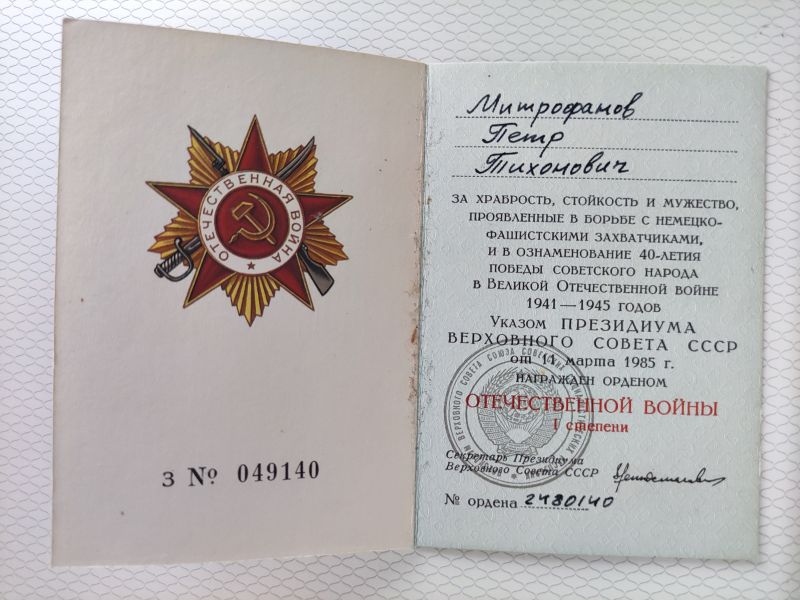 ОТЕЧЕСТВЕННАЯ ВОЙНА
З № 049140
Митрофанов
Петр
Тихонович
ЗА ХРАБРОСТЬ, СТОЙКОСТЬ И МУЖЕСТВО,
ПРОЯВЛЕННЫЕ В БОРЬБЕ С НЕМЕЦКО-
ФАШИСТСКИМИ ЗАХВАТЧИКАМИ,
И В ОЗНАМЕНОВАНИЕ 40-ЛЕТИЯ
ПОБЕДЫ СОВЕТСКОГО НАРОДА
В ВЕЛИКОЙ ОТЕЧЕСТВЕННОЙ ВОЙНЕ
1941—1945 ГОДОВ
УКАЗОМ ПРЕЗИДИУМА
ВЕРХОВНОГО СОВЕТА СССР
от 11 марта 1985 г.
НАГРАЖДЕН ОРДЕНОМ
ОТЕЧЕСТВЕННОЙ ВОЙНЫ
I степени
Секретарь Президиума
Верховного Совета СССР
№ ордена 2480140